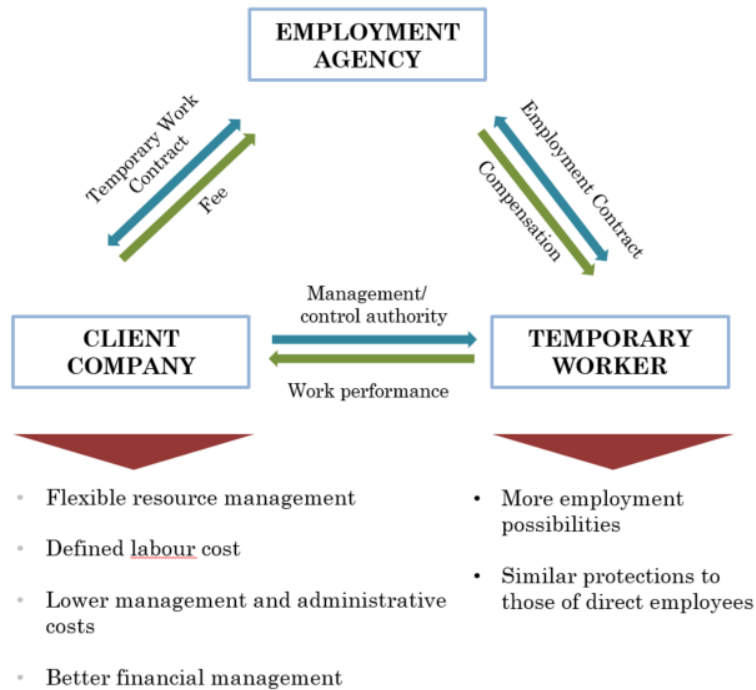 EMPLOYMENT
AGENCY
Temporary Work
Contract
Fee
Employment Contract
Compensation
Management/
control authority
CLIENT
COMPANY
TEMPORARY
WORKER
Work performance
• Flexible resource management
• Defined labour cost
• Lower management and administrative
costs
• Better financial management
• More employment
possibilities
• Similar protections to
those of direct employees